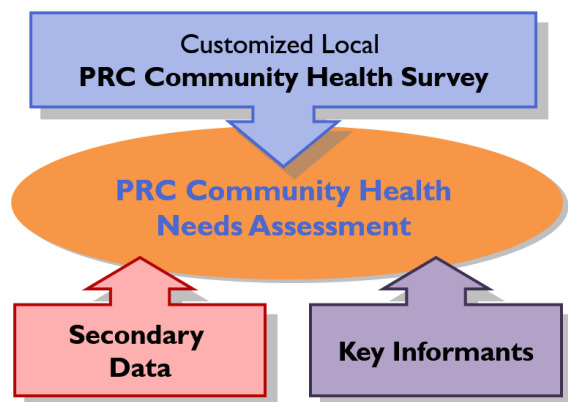 Customized Local
PRC Community Health Survey
PRC Community Health
Needs Assessment
Secondary
Data
Key Informants